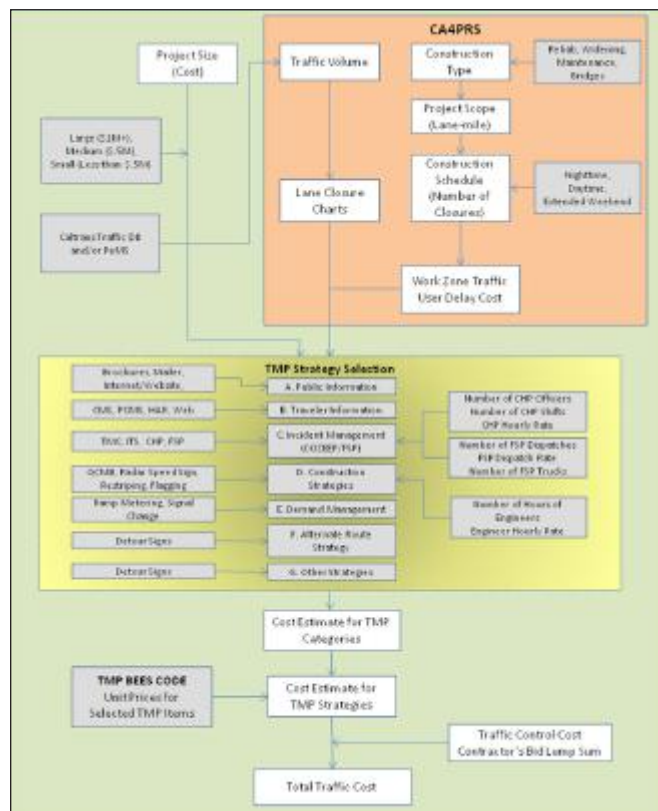 CA4PRS
Project Size
(Cost)
Traffic Volume
Construction
Type
Rehab, Widening,
Maintenance,
Bridges
Project Scope
(Lane-mile)
Large ($5M+),
Medium
Small (Less than $.5M)
Lane Closure
Charts
Construction
Schedule
(Number of
Closures)
Nighttime,
Daytime,
Extended Weekend
Caltrans Traffic DB
and/or PeMS
Work Zone Traffic
User Delay Cost
TMP Strategy Selection
Brochures, Mailer,
Internet/Website,
A. Public Information
CMS, PCMS, HAR, Web
B. Traveler Information
TMC, ITS, CHP, FSP
C. Incident Management
(COZEEP/FSP)
Number of CHP Officers
Number of CHP Shifts
CHP Hourly Rate
Number of FSP Dispatches
FSP Dispatch Rate
Number of FSP Trucks
Radar Speed Sign,
Restriping, Flagging
D. Construction
Strategies
Ramp Metering, Signal
Change
E. Demand Management
Number of Hours of
Engineers
Engineer Hourly Rate
Detour Signs
F. Alternate Route
Strategy
Detour Signs
G. Other Strategies
Cost Estimate for TMP
Categories
TMP BEES CODE
Unit Prices for
Selected TMP Items
Cost Estimate for
TMP Strategies
Traffic Control Cost
Contractor's Bid Lump Sum
Total Traffic Cost